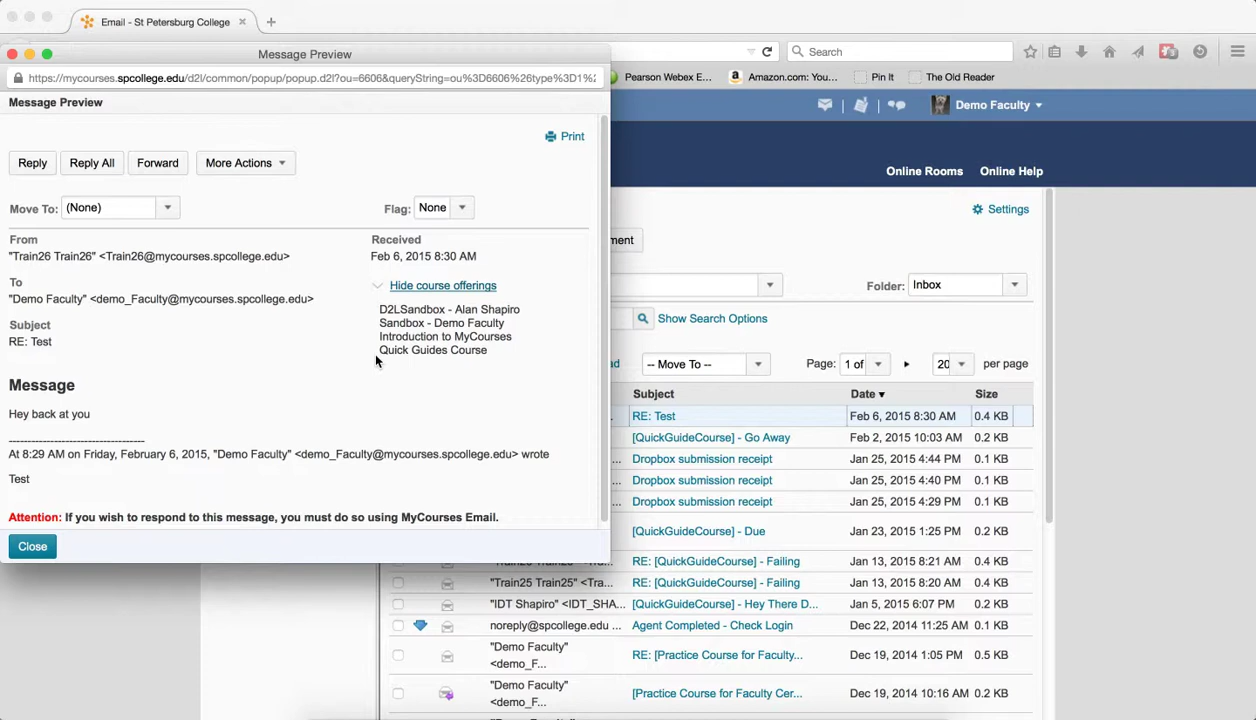 Email - St Petersburg College
Message Preview
https://mycourses.spcollege.edu/d2l/common/popup/popup.d2l?ou=6606&queryString=ou%3D6606%26type%3D1%2
Search
Pearson Webex E...
Amazon.com: You...
Pin It
The Old Reader
Message Preview
Demo Faculty
Print
Reply
Reply All
Forward
More Actions
Online Rooms
Online Help
Move To:
(None)
Flag:
None
Settings
From
Received
"Train26 Train26" <Train26@mycourses.spcollege.edu>
Feb 6, 2015 8:30 AM
To
Hide course offerings
"Demo Faculty" <demo_Faculty@mycourses.spcollege.edu>
D2LSandbox - Alan Shapiro
Sandbox - Demo Faculty
Introduction to MyCourses
Quick Guides Course
Subject
RE: Test
Message
Hey back at you
------------------------------------
At 8:29 AM on Friday, February 6, 2015, "Demo Faculty" <demo_Faculty@mycourses.spcollege.edu> wrote
Test
Attention: If you wish to respond to this message, you must do so using MyCourses Email.
Close
Folder:
Inbox
Show Search Options
-- Move To --
Page:
1 of
20
per page
Subject
Date
Size
RE: Test
Feb 6, 2015 8:30 AM
0.4 KB
[QuickGuideCourse] - Go Away
Feb 2, 2015 10:03 AM
0.2 KB
Dropbox submission receipt
Jan 25, 2015 4:44 PM
0.1 KB
Dropbox submission receipt
Jan 25, 2015 4:40 PM
0.1 KB
Dropbox submission receipt
Jan 25, 2015 4:29 PM
0.1 KB
[QuickGuideCourse] - Due
Jan 23, 2015 1:25 PM
0.2 KB
RE: [QuickGuideCourse] - Failing
Jan 13, 2015 8:21 AM
0.4 KB
"Train25 Train25" <Tra...
RE: [QuickGuideCourse] - Failing
Jan 13, 2015 8:20 AM
0.4 KB
"IDT Shapiro" <IDT_SHA...
[QuickGuideCourse] - Hey There D...
Jan 5, 2015 6:07 PM
0.2 KB
noreply@spcollege.edu ...
Agent Completed - Check Login
Dec 22, 2014 11:25 AM
0.1 KB
"Demo Faculty"
<demo_F...
RE: [Practice Course for Faculty...
Dec 19, 2014 1:05 PM
0.5 KB
"Demo Faculty"
<demo_F...
[Practice Course for Faculty Cer...
Dec 19, 2014 10:16 AM
0.2 KB